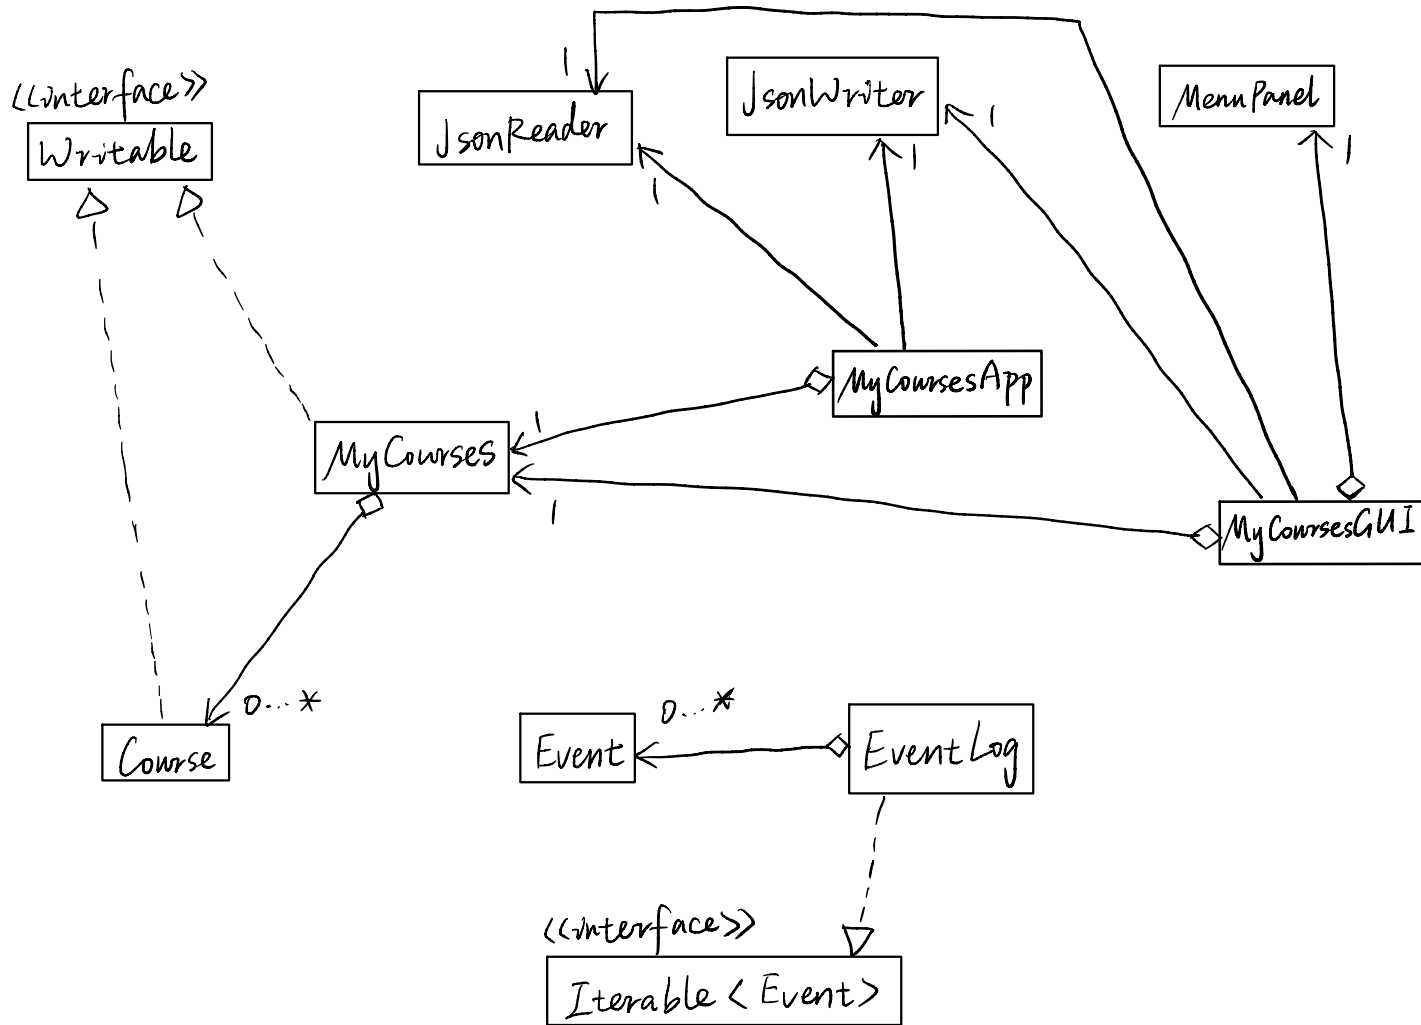 <<interface>>
Writable
JsonReader
1
JsonWriter
MenuPanel
1
1
1
1
MyCoursesApp
MyCourses
1
1
MyCoursesGUI
Course
0...*
Event
0...*
EventLog
<<interface>>
Iterable<Event>